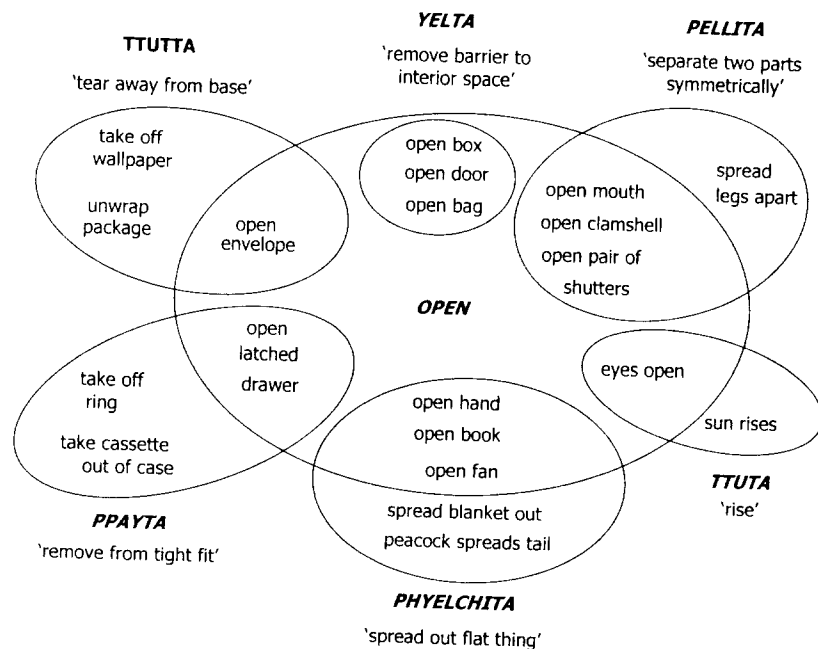 TTUTTA
'tear away from base'
YELTA
'remove barrier to
interior space'
PELLITA
'separate two parts
symmetrically'
take off
wallpaper
unwrap
package
open
envelope
open box
open door
open bag
open mouth
open clamshell
open pair of
shutters
spread
legs apart
OPEN
open
latched
drawer
take off
ring
take cassette
out of case
eyes open
sun rises
open hand
open book
open fan
spread blanket out
peacock spreads tail
PPAYTA
'remove from tight fit'
TTUTA
'rise'
PHYELCHITA
'spread out flat thing'